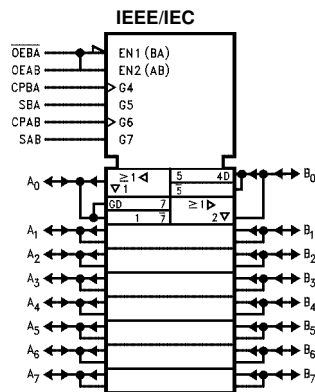 IEEE/IEC
OEBA EN1 (BA)
OEAB EN2 (AB)
CPBA G4
SBA G5
CPAB G6
SAB G7
A0 ≥1 5 4D B0
1 5
GD 7 ≥1
1 7 2
A1 B1
A2 B2
A3 B3
A4 B4
A5 B5
A6 B6
A7 B7